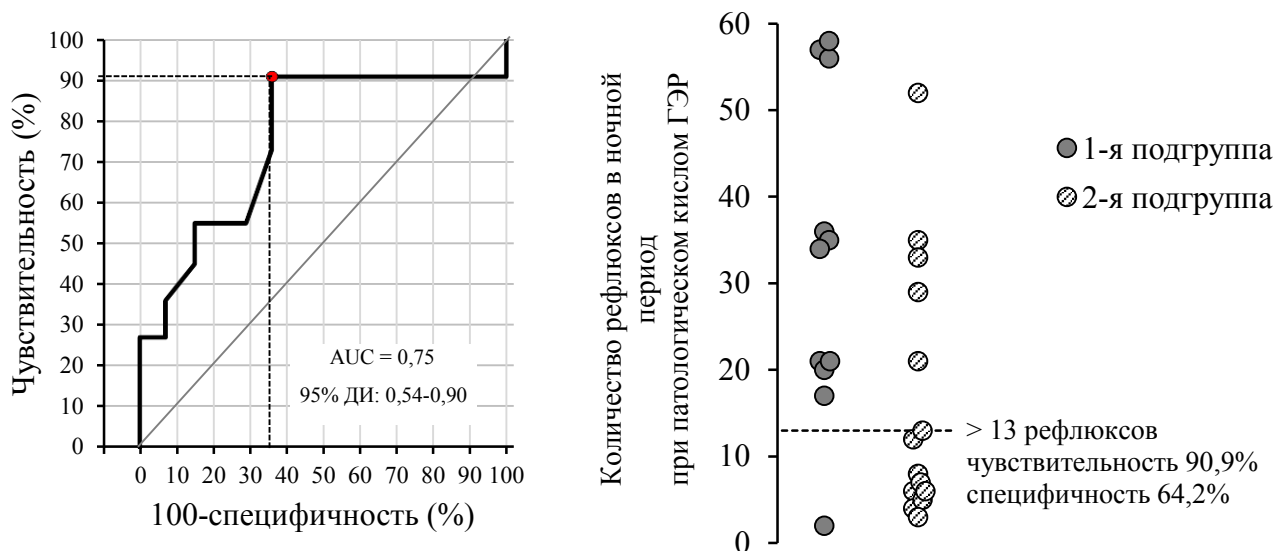 100
90
80
70
60
50
40
30
20
10
0
Чувствительность (%)
AUC = 0,75
95% ДИ: 0,54-0,90
0 10 20 30 40 50 60 70 80 90 100
100-специфичность (%)
Количество рефлюксов в ночной
период
при патологическом кислом ГЭР
60
50
40
30
20
10
0
1-я подгруппа
2-я подгруппа
> 13 рефлюксов
чувствительность 90,9%
специфичность 64,2%